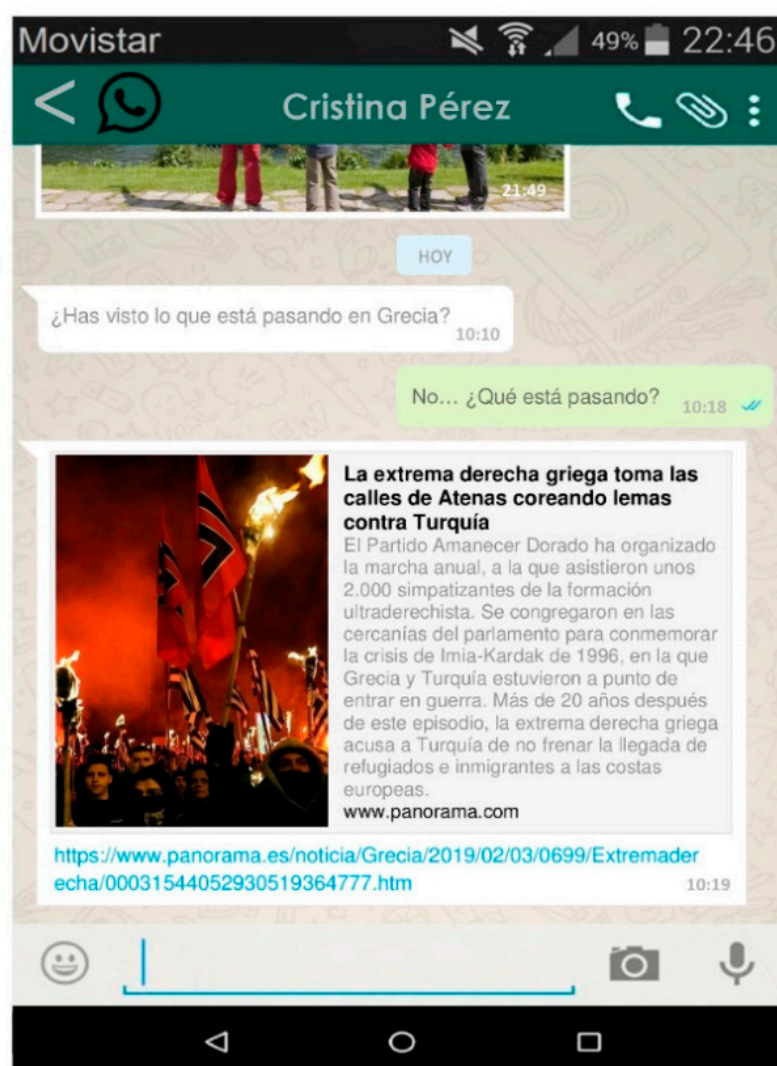 Movistar 49% 22:46
Cristina Pérez
21:49
HOY
¿Has visto lo que está pasando en Grecia?
10:10
No... ¿Qué está pasando? 10:18
La extrema derecha griega toma las
calles de Atenas coreando lemas
contra Turquía
El Partido Amanecer Dorado ha organizado
la marcha anual, a la que asistieron unos
2.000 simpatizantes de la formación
ultraderechista. Se congregaron en las
cercanías del parlamento para conmemorar
la crisis de Imia-Kardak de 1996, en la que
Grecia y Turquía estuvieron a punto de
entrar en guerra. Más de 20 años después
de este episodio, la extrema derecha griega
acusa a Turquía de no frenar la llegada de
refugiados e inmigrantes a las costas
europeas.
www.panorama.com
https://www.panorama.es/noticia/Grecia/2019/02/03/0699/Extremader
echa/00031544052930519364777.htm
10:19